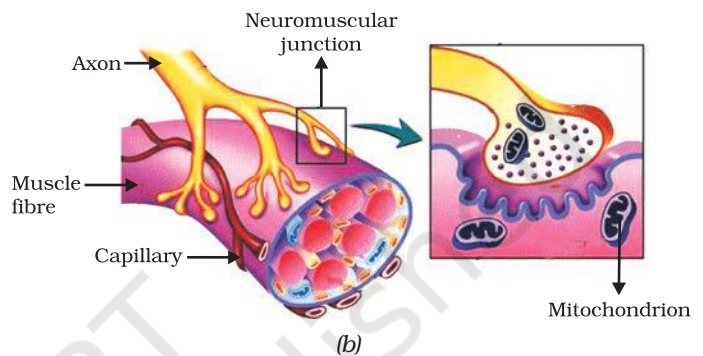 Neuromuscular
junction
Axon
Muscle
fibre
Capillary
Mitochondrion
(b)